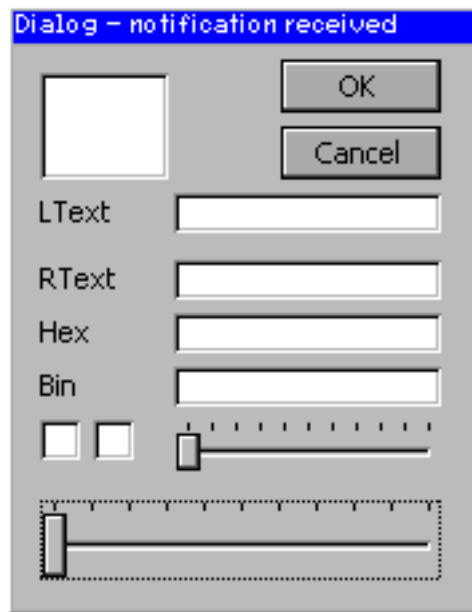 Dialog – notification received
OK
Cancel
LText
RText
Hex
Bin